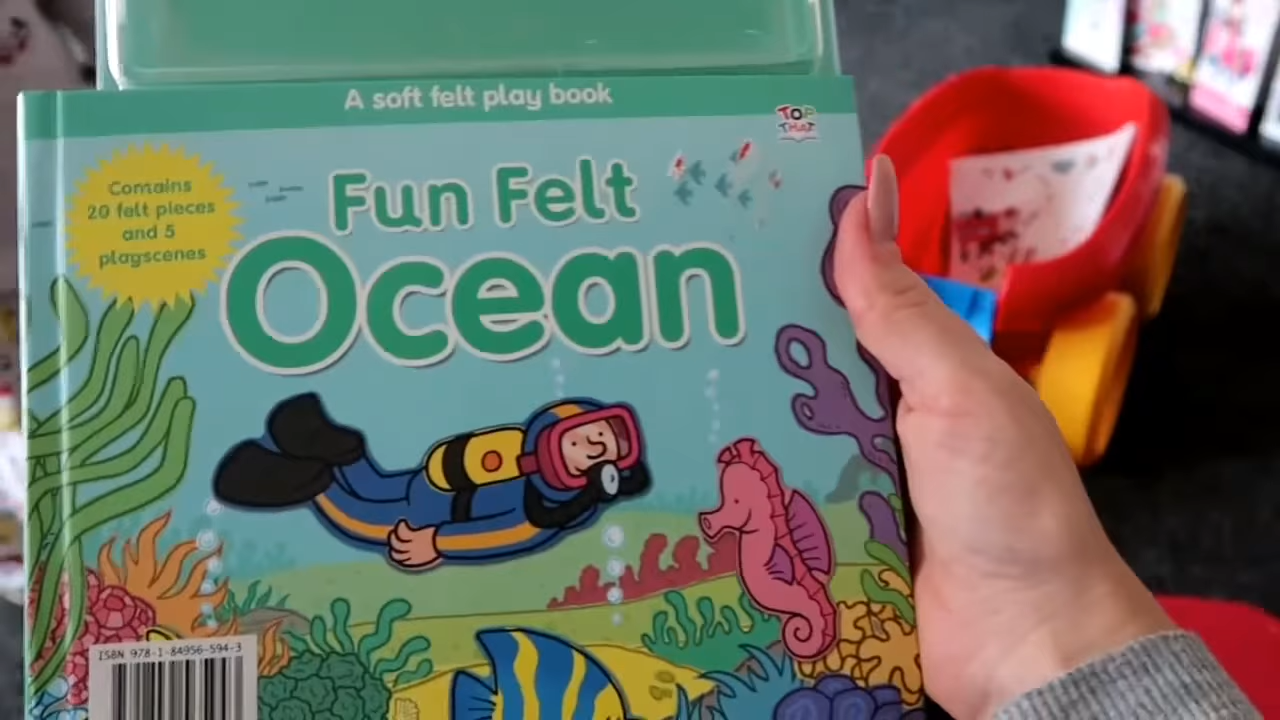 A soft felt play book
TOP
THAT
Contains
20 felt pieces
and 5
playscenes
Fun Felt
Ocean
ISBN 978-1-84956-594-3